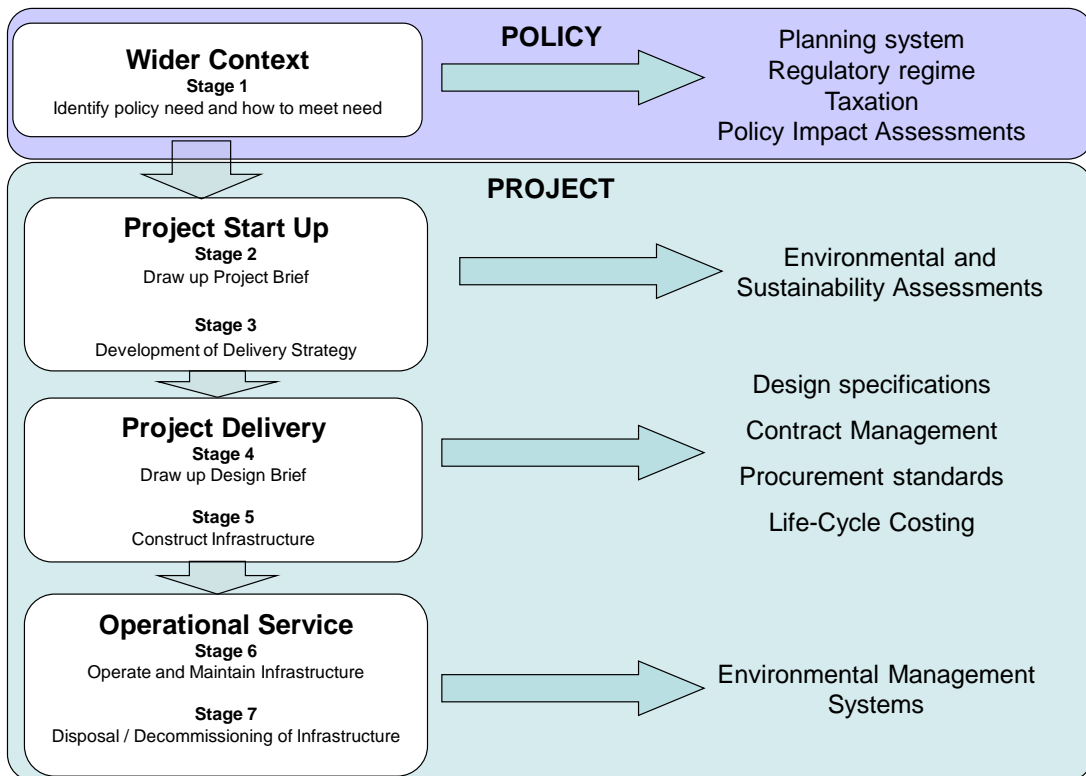 POLICY
Wider Context
Stage 1
Identify policy need and how to meet need
Planning system
Regulatory regime
Taxation
Policy Impact Assessments
PROJECT
Project Start Up
Stage 2
Draw up Project Brief
Stage 3
Development of Delivery Strategy
Environmental and
Sustainability Assessments
Project Delivery
Stage 4
Draw up Design Brief
Stage 5
Construct Infrastructure
Design specifications
Contract Management
Procurement standards
Life-Cycle Costing
Operational Service
Stage 6
Operate and Maintain Infrastructure
Stage 7
Disposal / Decommissioning of Infrastructure
Environmental Management
Systems